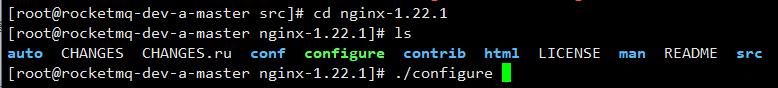 [root@rocketmq-dev-a-master src]# cd nginx-1.22.1
[root@rocketmq-dev-a-master nginx-1.22.1]# ls
auto  CHANGES  CHANGES.ru  conf  configure  contrib  html  LICENSE  man  README  src
[root@rocketmq-dev-a-master nginx-1.22.1]# ./configure